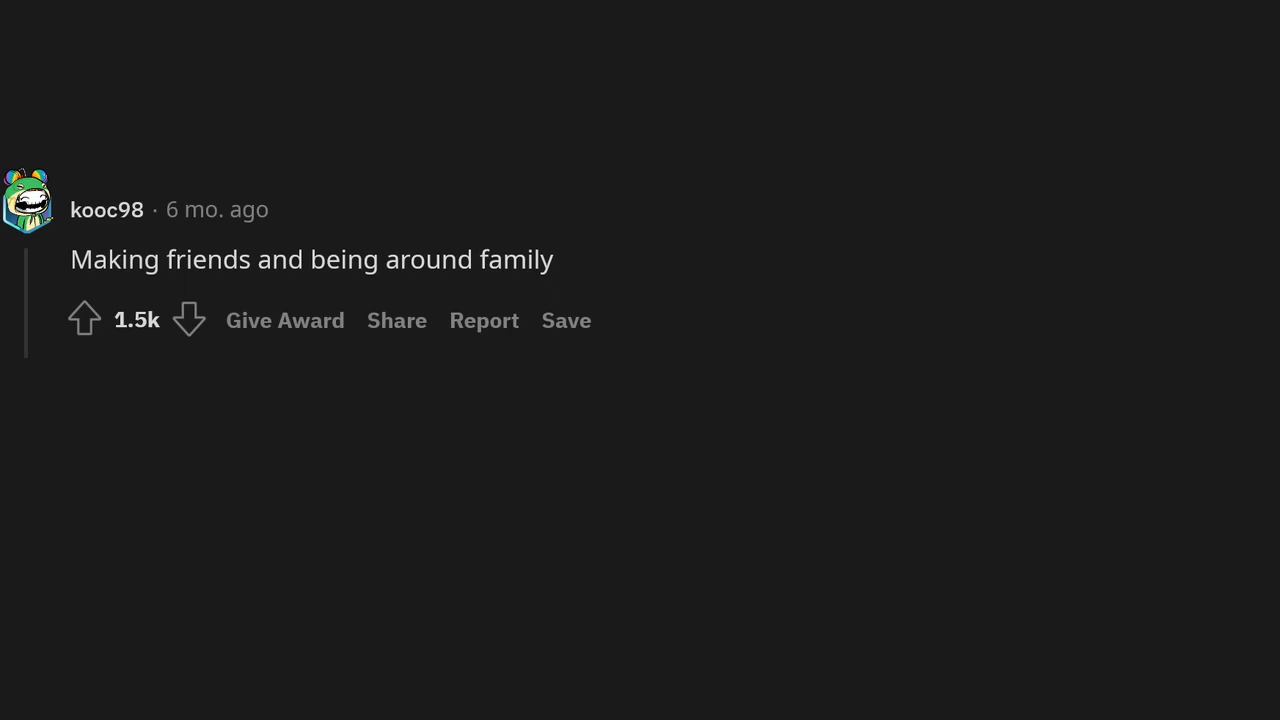 kooc98 · 6 mo. ago
Making friends and being around family
1.5k Give Award Share Report Save